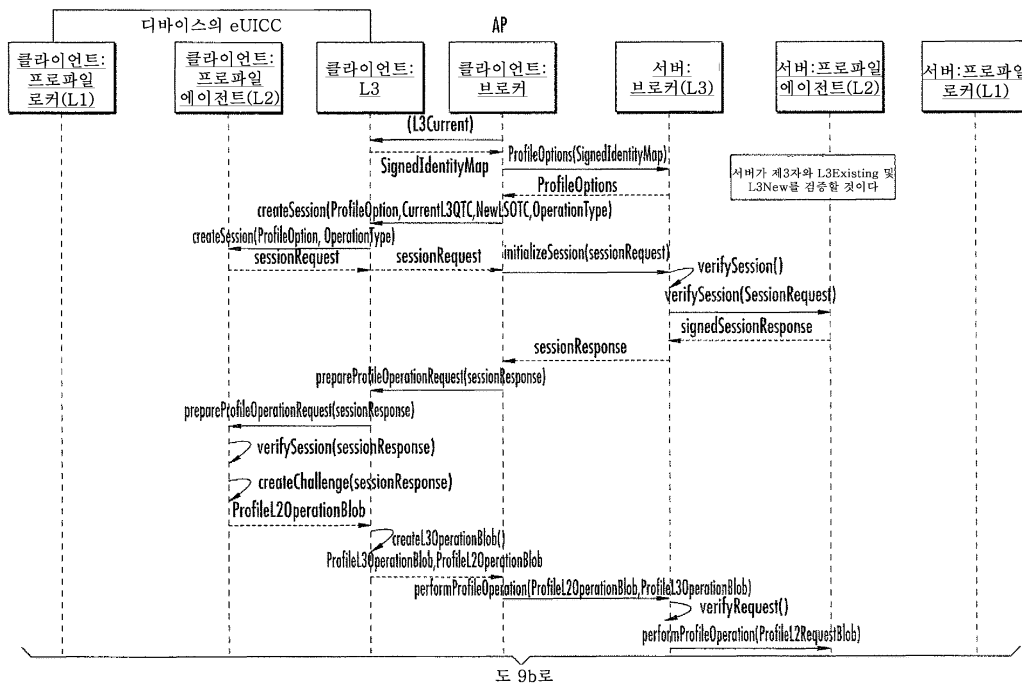 디바이스의 eUICC
AP
클라이언트:
프로파일
로커(L1)
클라이언트:
프로파일
에이전트(L2)
클라이언트:
L3
클라이언트:
브로커
서버:
브로커(L3)
서버:프로파일
에이전트(L2)
서버:프로파일
로커(L1)
(L3Current)
SignedIdentityMap
ProfileOptions(SignedIdentityMap)
서버가 제3자와 L3Existing 및
L3New를 검증할 것이다
ProfileOptions
createSession(ProfileOption,CurrentL3QTC,NewLSOTC,OperationType)
createSession(ProfileOption, OperationType)
sessionRequest
sessionRequest
initializeSession(sessionRequest)
verifySession()
verifySession(SessionRequest)
signedSessionResponse
sessionResponse
prepareProfileOperationRequest(sessionResponse)
prepareProfileOperationRequest(sessionResponse)
verifySession(sessionResponse)
createChallenge(sessionResponse)
ProfileL2OperationBlob
createL3OperationBlob()
ProfileL3OperationBlob,ProfileL2OperationBlob
performProfileOperation(ProfileL2OperationBlob,ProfileL3OperationBlob)
verifyRequest()
performProfileOperation(ProfileL2RequestBlob)
도 9b로